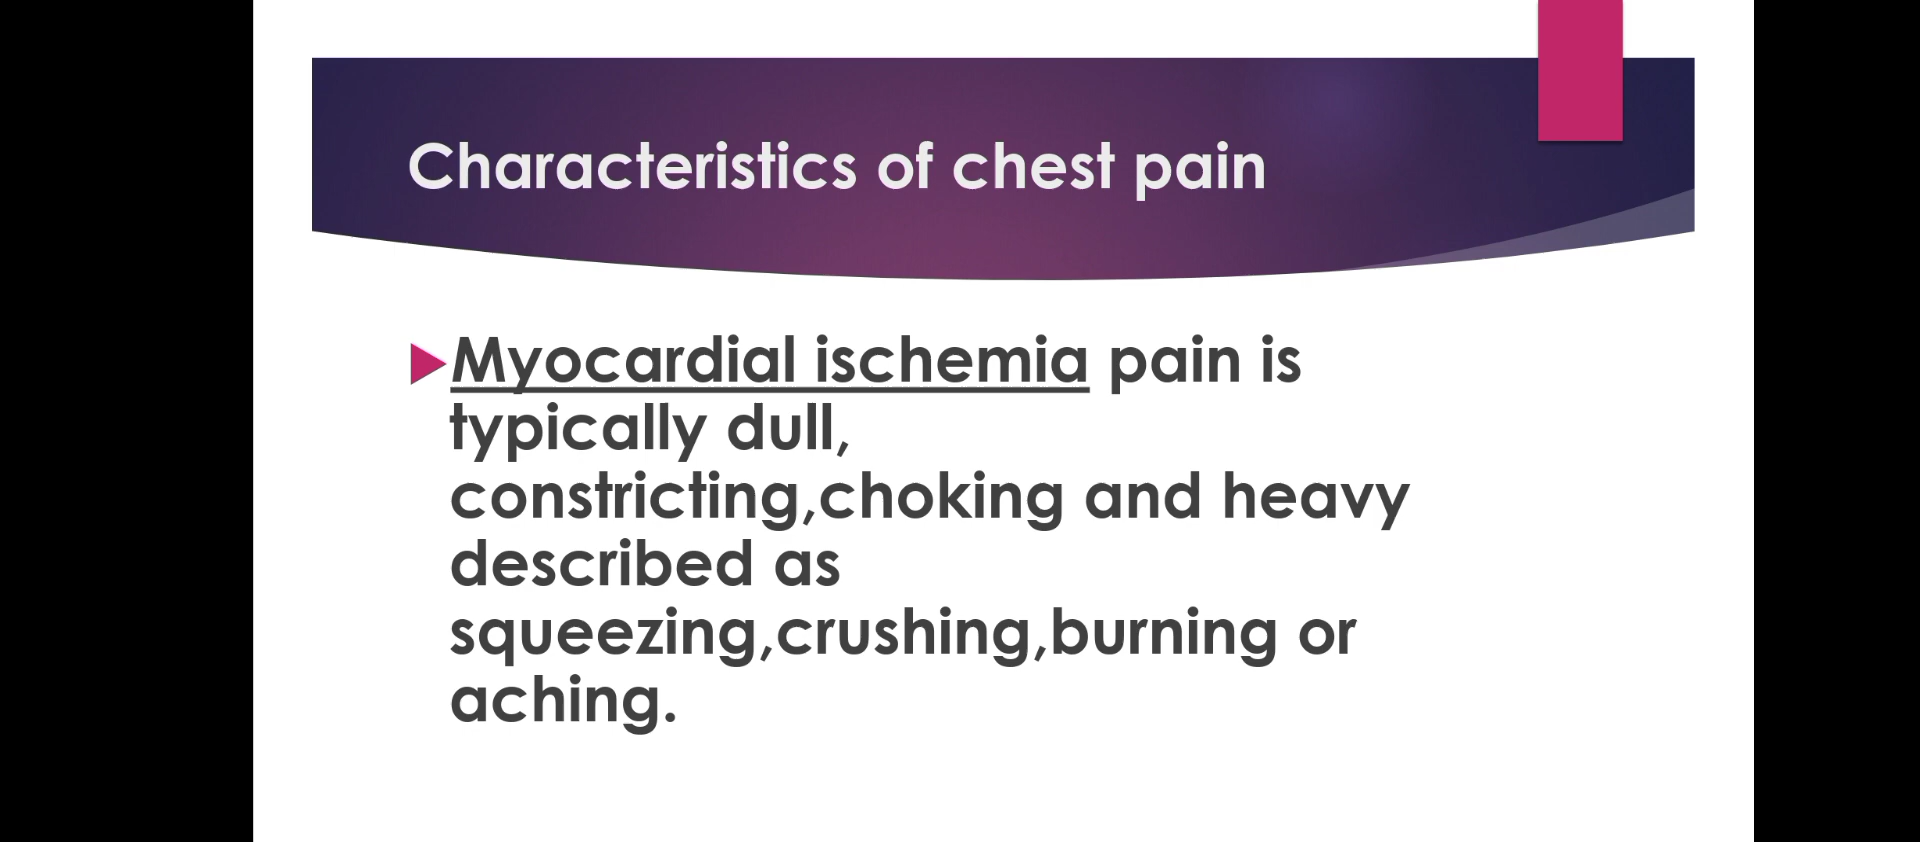 Characteristics of chest pain
Myocardial ischemia pain is
typically dull,
constricting,choking and heavy
described as
squeezing,crushing,burning or
aching.